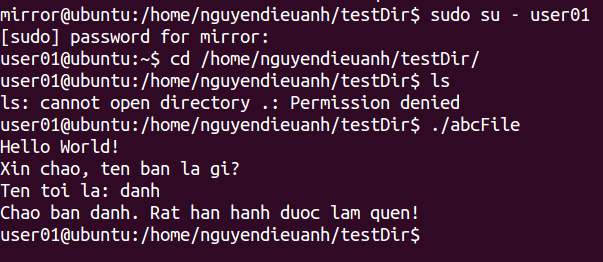 mirror@ubuntu:/home/nguyendieuanh/testDir$ sudo su - user01
[sudo] password for mirror:
user01@ubuntu:~$ cd /home/nguyendieuanh/testDir/
user01@ubuntu:/home/nguyendieuanh/testDir$ ls
ls: cannot open directory .: Permission denied
user01@ubuntu:/home/nguyendieuanh/testDir$ ./abcFile
Hello World!
Xin chao, ten ban la gi?
Ten toi la: danh
Chao ban danh. Rat han hanh duoc lam quen!
user01@ubuntu:/home/nguyendieuanh/testDir$